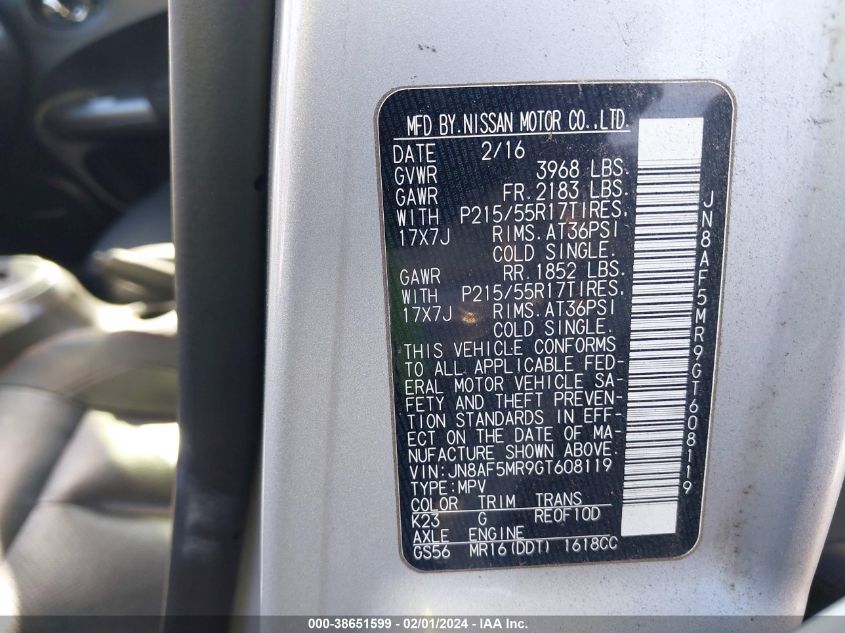 MFD BY.NISSAN MOTOR CO.,LTD.
DATE 2/16
GVWR 3968 LBS.
GAWR FR. 2183 LBS.
WITH P215/55R17TIRES.
17X7J RIMS. AT36PSI
COLD SINGLE.
GAWR RR. 1852 LBS.
WITH P215/55R17TIRES.
17X7J RIMS. AT36PSI
COLD SINGLE.
THIS VEHICLE CONFORMS
TO ALL APPLICABLE FED-
ERAL MOTOR VEHICLE SA-
FETY AND THEFT PREVEN-
TION STANDARDS IN EFF-
ECT ON THE DATE OF MA-
NUFACTURE SHOWN ABOVE.
VIN:JN8AF5MR9GT608119
TYPE:MPV
COLOR TRIM TRANS
K23 G RE0F10D
AXLE ENGINE
GS56 MR16(DDT) 1618CC
JN8AF5MR9GT608119
000-38651599 - 02/01/2024 - IAAI.com